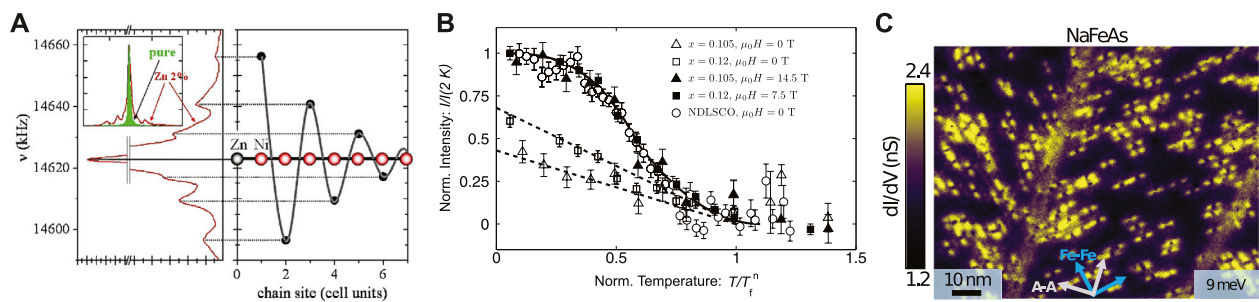 A
14660
14640
14620
14600
ν (kHz)
pure
Zn 2%
Zn Ni
0 2 4 6
chain site (cell units)
B
Norm. Intensity: I/I(2 K)
1
0.75
0.5
0.25
0
x = 0.105, μ0H = 0 T
x = 0.12, μ0H = 0 T
x = 0.105, μ0H = 14.5 T
x = 0.12, μ0H = 7.5 T
NDLSCO, μ0H = 0 T
0 0.5 1 1.5
Norm. Temperature: T/T_f^n
C
NaFeAs
2.4
dI/dV (nS)
1.2
Fe-Fe
A-A
10 nm
9 meV